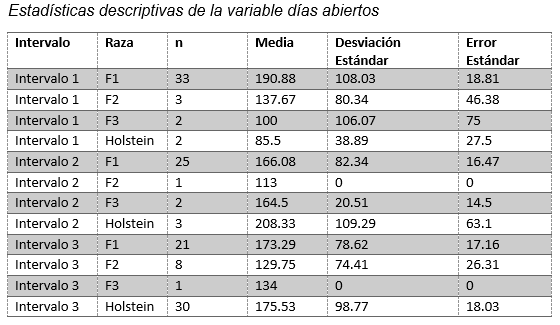 Estadísticas descriptivas de la variable días abiertos
Intervalo Raza n Media Desviación Estándar Error Estándar
Intervalo 1 F1 33 190.88 108.03 18.81
Intervalo 1 F2 3 137.67 80.34 46.38
Intervalo 1 F3 2 100 106.07 75
Intervalo 1 Holstein 2 85.5 38.89 27.5
Intervalo 2 F1 25 166.08 82.34 16.47
Intervalo 2 F2 1 113 0 0
Intervalo 2 F3 2 164.5 20.51 14.5
Intervalo 2 Holstein 3 208.33 109.29 63.1
Intervalo 3 F1 21 173.29 78.62 17.16
Intervalo 3 F2 8 129.75 74.41 26.31
Intervalo 3 F3 1 134 0 0
Intervalo 3 Holstein 30 175.53 98.77 18.03